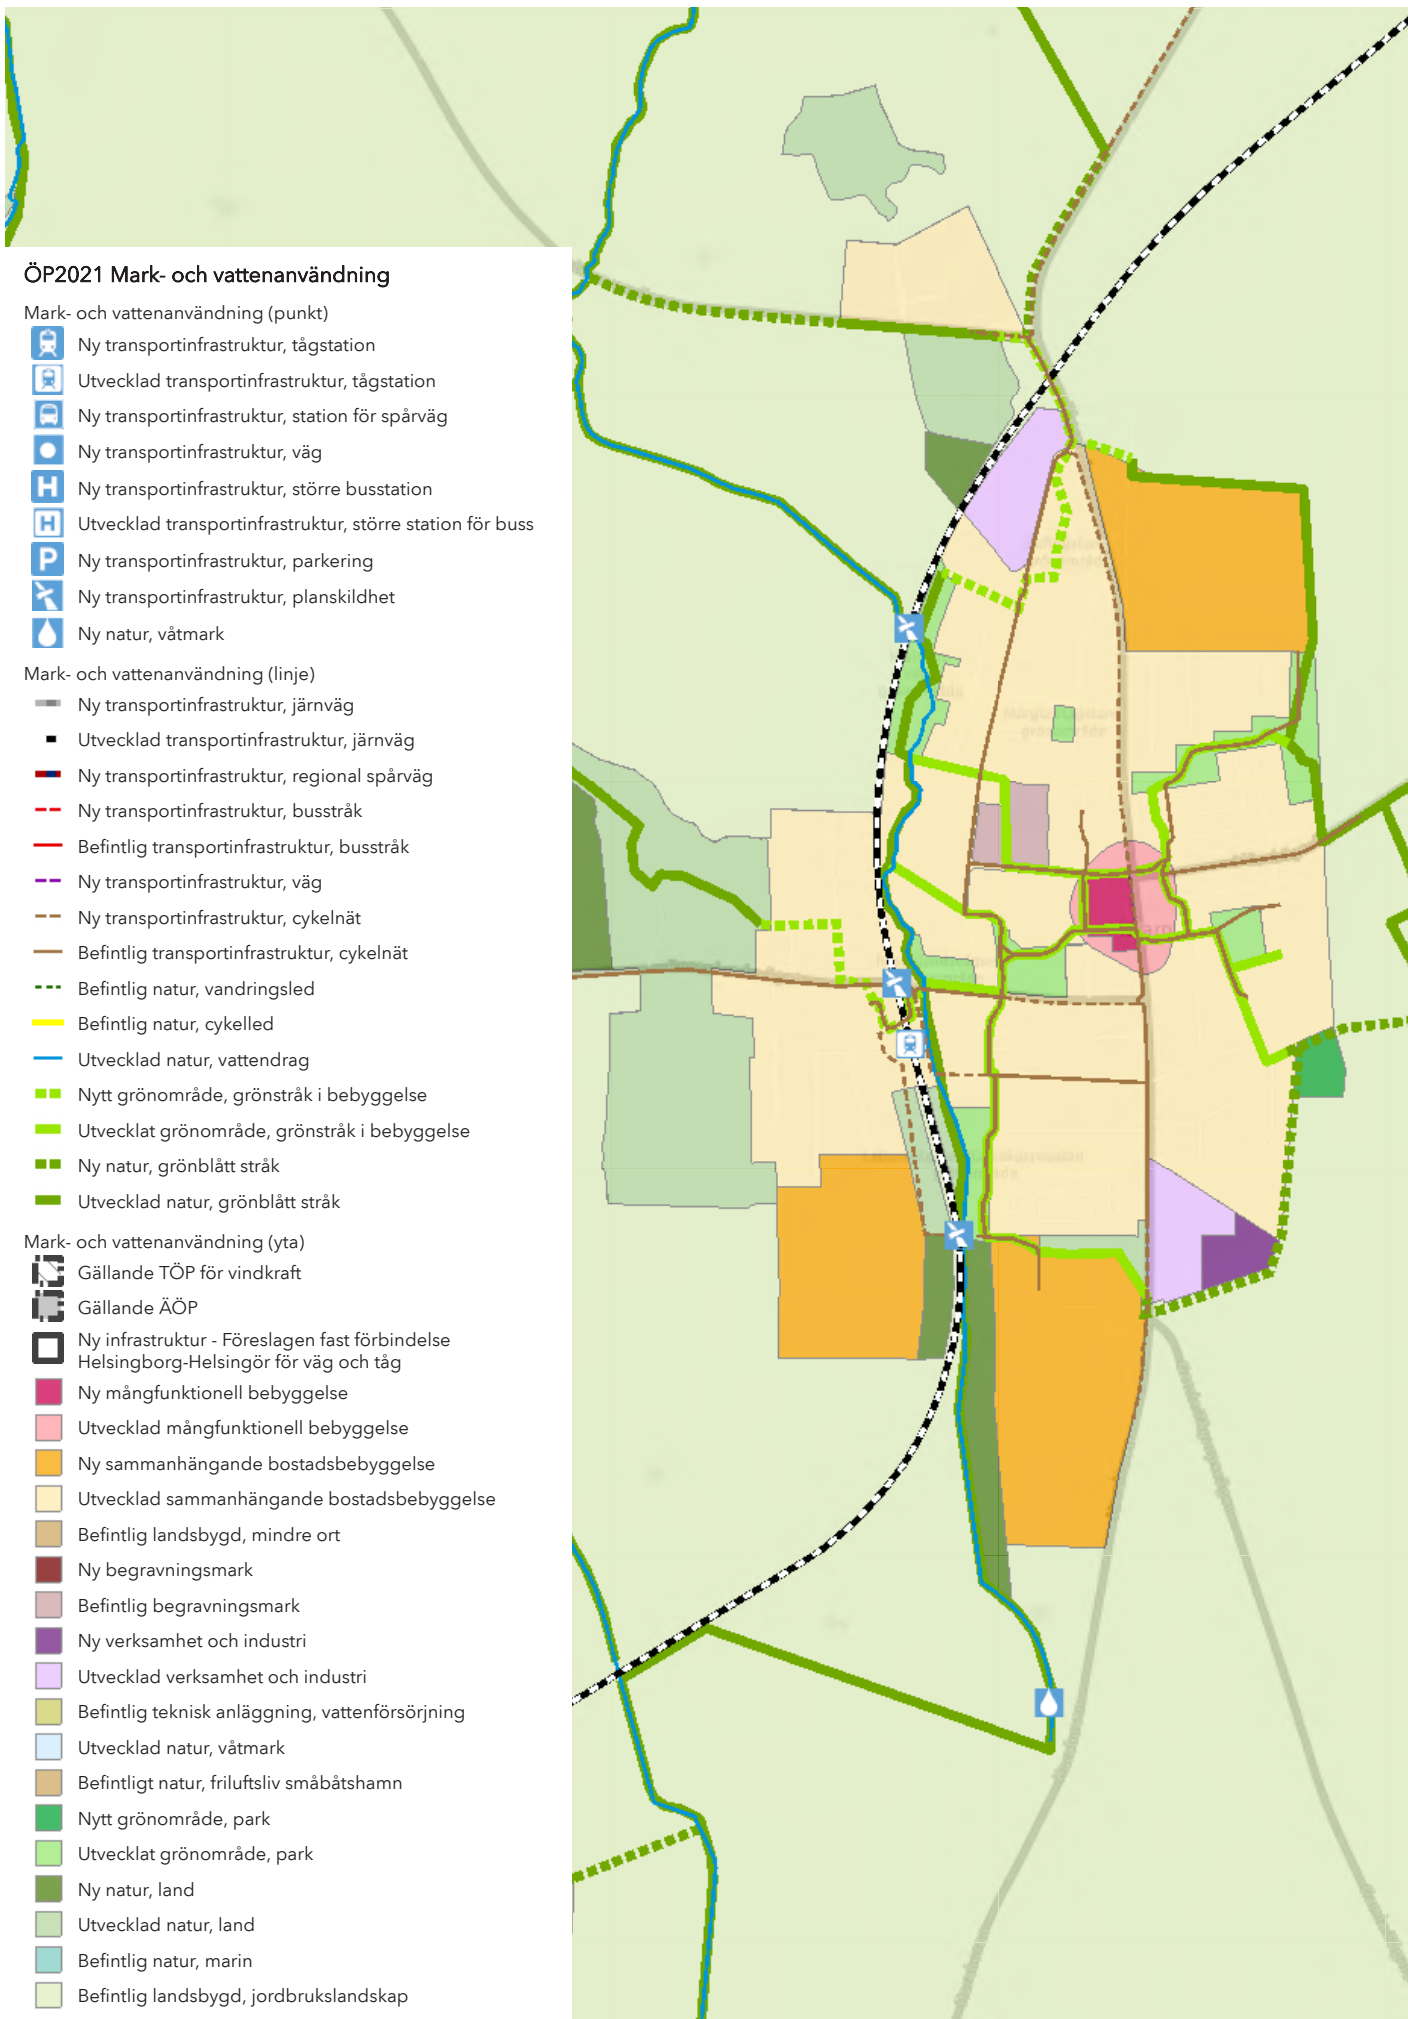 ÖP2021 Mark- och vattenanvändning
Mark- och vattenanvändning (punkt)
Ny transportinfrastruktur, tågstation
Utvecklad transportinfrastruktur, tågstation
Ny transportinfrastruktur, station för spårväg
Ny transportinfrastruktur, väg
H Ny transportinfrastruktur, större busstation
H Utvecklad transportinfrastruktur, större station för buss
P Ny transportinfrastruktur, parkering
Ny transportinfrastruktur, planskildhet
Ny natur, våtmark
Mark- och vattenanvändning (linje)
Ny transportinfrastruktur, järnväg
Utvecklad transportinfrastruktur, järnväg
Ny transportinfrastruktur, regional spårväg
Ny transportinfrastruktur, busstråk
Befintlig transportinfrastruktur, busstråk
Ny transportinfrastruktur, väg
Ny transportinfrastruktur, cykelnät
Befintlig transportinfrastruktur, cykelnät
Befintlig natur, vandringsled
Befintlig natur, cykelled
Utvecklad natur, vattendrag
Nytt grönområde, grönstråk i bebyggelse
Utvecklat grönområde, grönstråk i bebyggelse
Ny natur, grönblått stråk
Utvecklad natur, grönblått stråk
Mark- och vattenanvändning (yta)
Gällande TÖP för vindkraft
Gällande ÄÖP
Ny infrastruktur - Föreslagen fast förbindelse
Helsingborg-Helsingör för väg och tåg
Ny mångfunktionell bebyggelse
Utvecklad mångfunktionell bebyggelse
Ny sammanhängande bostadsbebyggelse
Utvecklad sammanhängande bostadsbebyggelse
Befintlig landsbygd, mindre ort
Ny begravningsmark
Befintlig begravningsmark
Ny verksamhet och industri
Utvecklad verksamhet och industri
Befintlig teknisk anläggning, vattenförsörjning
Utvecklad natur, våtmark
Befintligt natur, friluftsliv småbåtshamn
Nytt grönområde, park
Utvecklat grönområde, park
Ny natur, land
Utvecklad natur, land
Befintlig natur, marin
Befintlig landsbygd, jordbrukslandskap